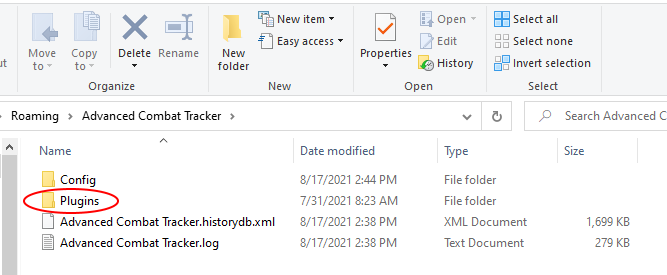 New item
Open
Select all
Easy access
Edit
Select none
Move to
Copy to
Delete
Rename
New folder
Properties
History
Invert selection
Organize
New
Open
Select
Roaming > Advanced Combat Tracker >
Search Advanced C
Name Date modified Type Size
Config 8/17/2021 2:44 PM File folder
Plugins 7/31/2021 8:23 AM File folder
Advanced Combat Tracker.historydb.xml 8/17/2021 2:38 PM XML Document 1,699 KB
Advanced Combat Tracker.log 8/17/2021 2:38 PM Text Document 279 KB